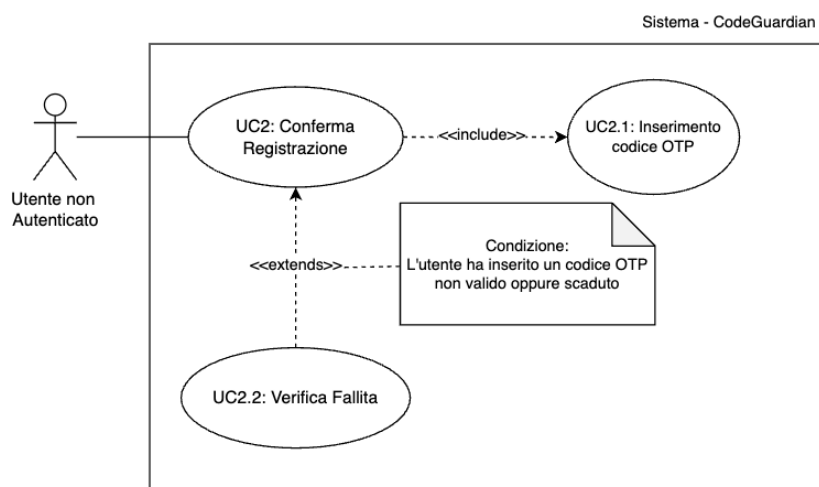 Sistema - CodeGuardian
UC2: Conferma
Registrazione
<<include>>
UC2.1: Inserimento
codice OTP
Utente non
Autenticato
<<extends>>
Condizione:
L'utente ha inserito un codice OTP
non valido oppure scaduto
UC2.2: Verifica Fallita